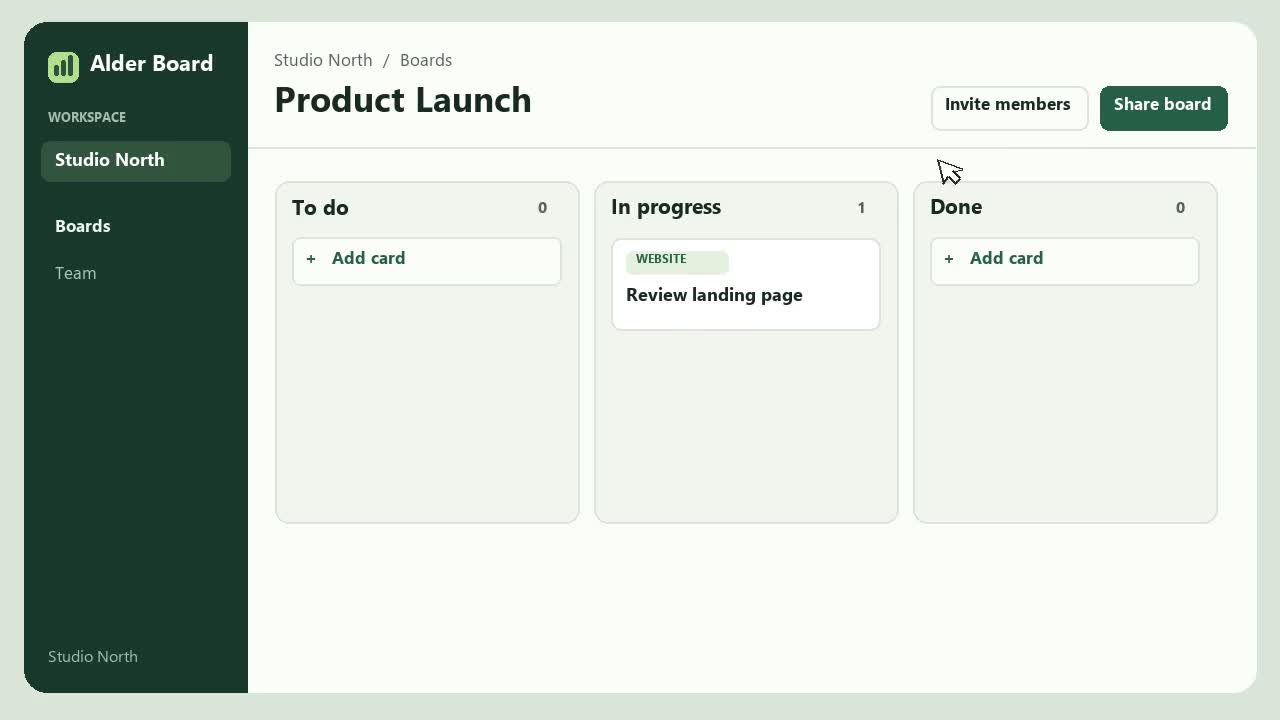 Alder Board
WORKSPACE
Studio North
Boards
Team
Studio North
Studio North / Boards
Product Launch
Invite members
Share board
To do 0
+ Add card
In progress 1
WEBSITE
Review landing page
Done 0
+ Add card